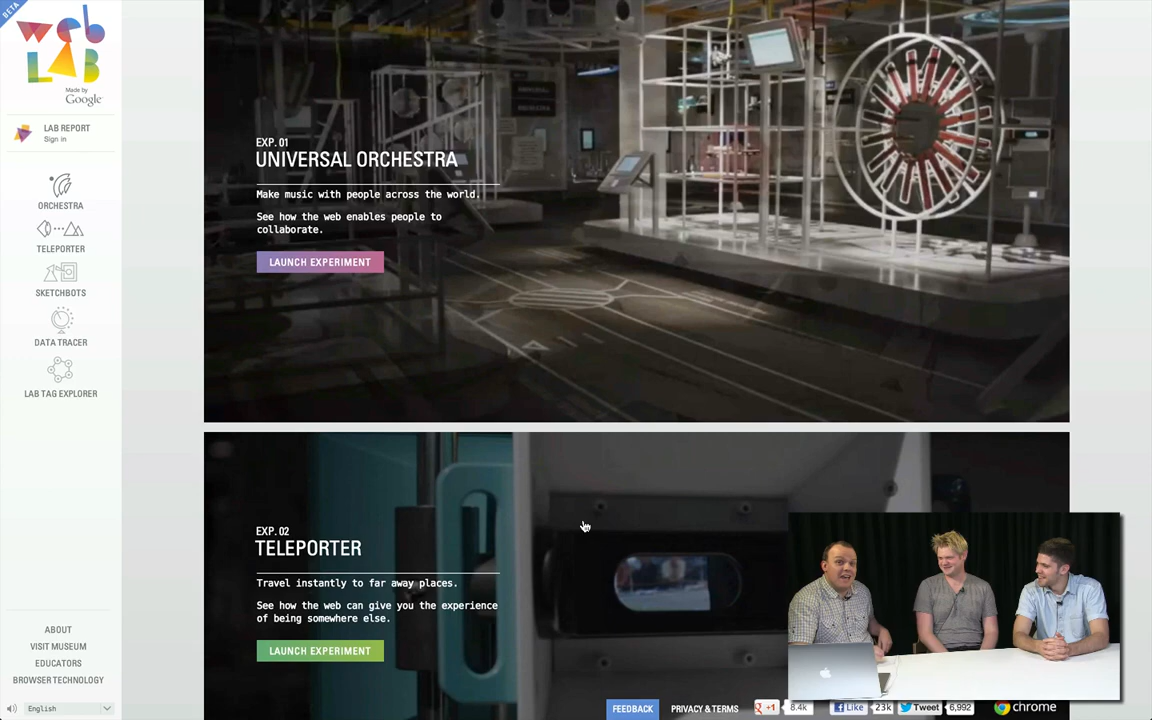 BETA
web
LAB
Made by
Google
LAB REPORT
Sign in
ORCHESTRA
TELEPORTER
SKETCHBOTS
DATA TRACER
LAB TAG EXPLORER
ABOUT
VISIT MUSEUM
EDUCATORS
BROWSER TECHNOLOGY
English
EXP. 01
UNIVERSAL ORCHESTRA
Make music with people across the world.
See how the web enables people to
collaborate.
LAUNCH EXPERIMENT
EXP. 02
TELEPORTER
Travel instantly to far away places.
See how the web can give you the experience
of being somewhere else.
LAUNCH EXPERIMENT
FEEDBACK PRIVACY & TERMS g +1 8.4k Like 23k Tweet 6,992 chrome